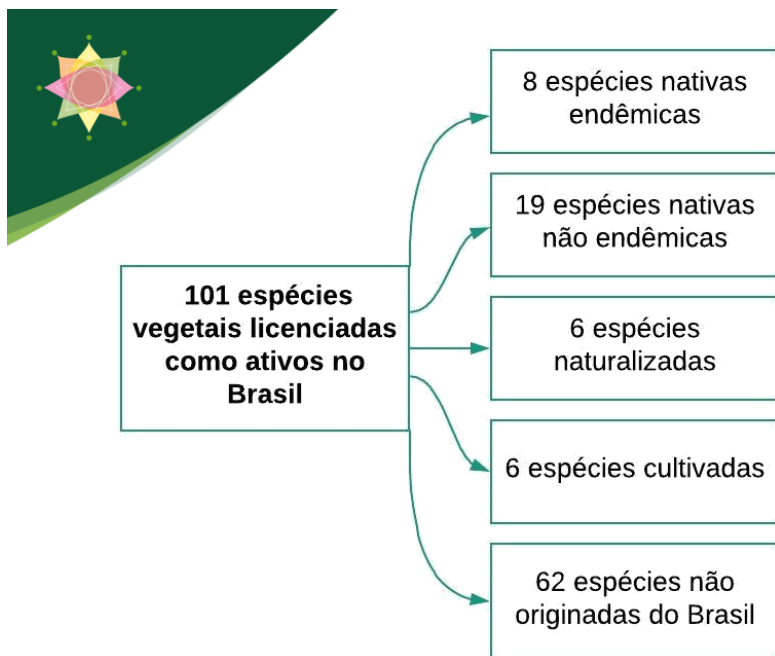 8 espécies nativas
endêmicas
19 espécies nativas
não endêmicas
101 espécies
vegetais licenciadas
como ativos no
Brasil
6 espécies
naturalizadas
6 espécies cultivadas
62 espécies não
originadas do Brasil